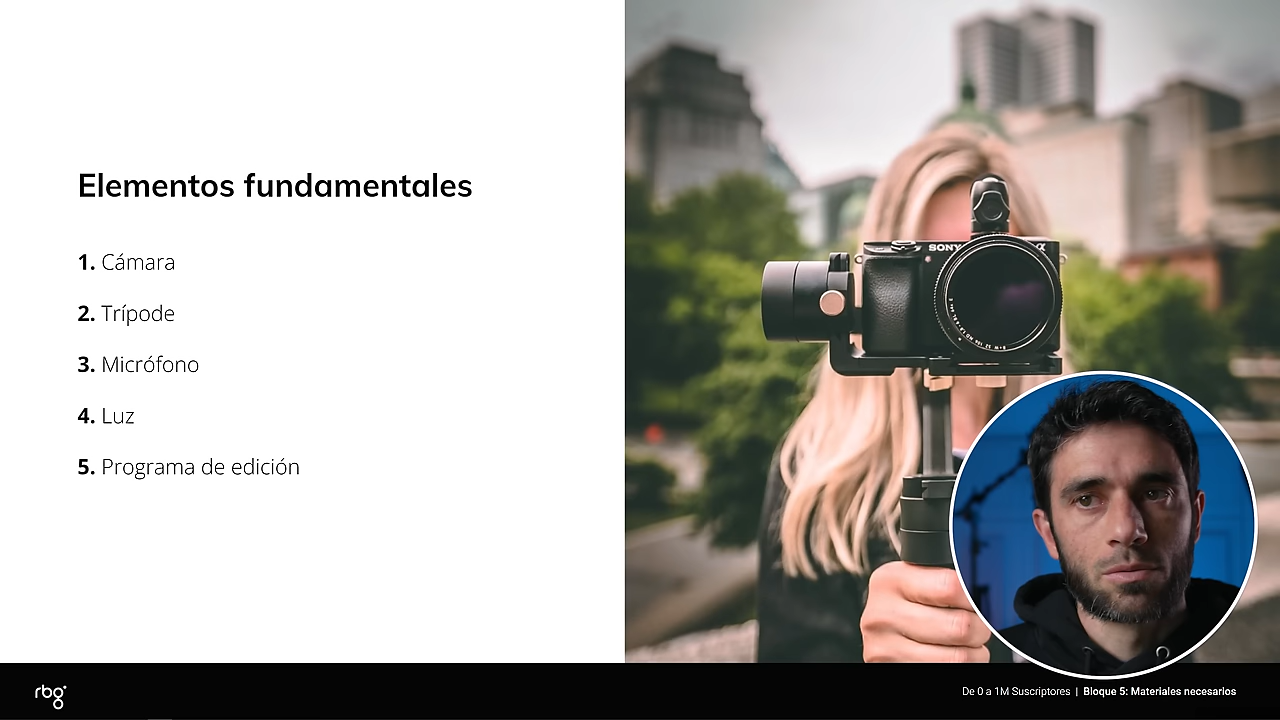 Elementos fundamentales
1. Cámara
2. Trípode
3. Micrófono
4. Luz
5. Programa de edición
SONY α
rbg
De 0 a 1M Suscriptores | Bloque 5: Materiales necesarios